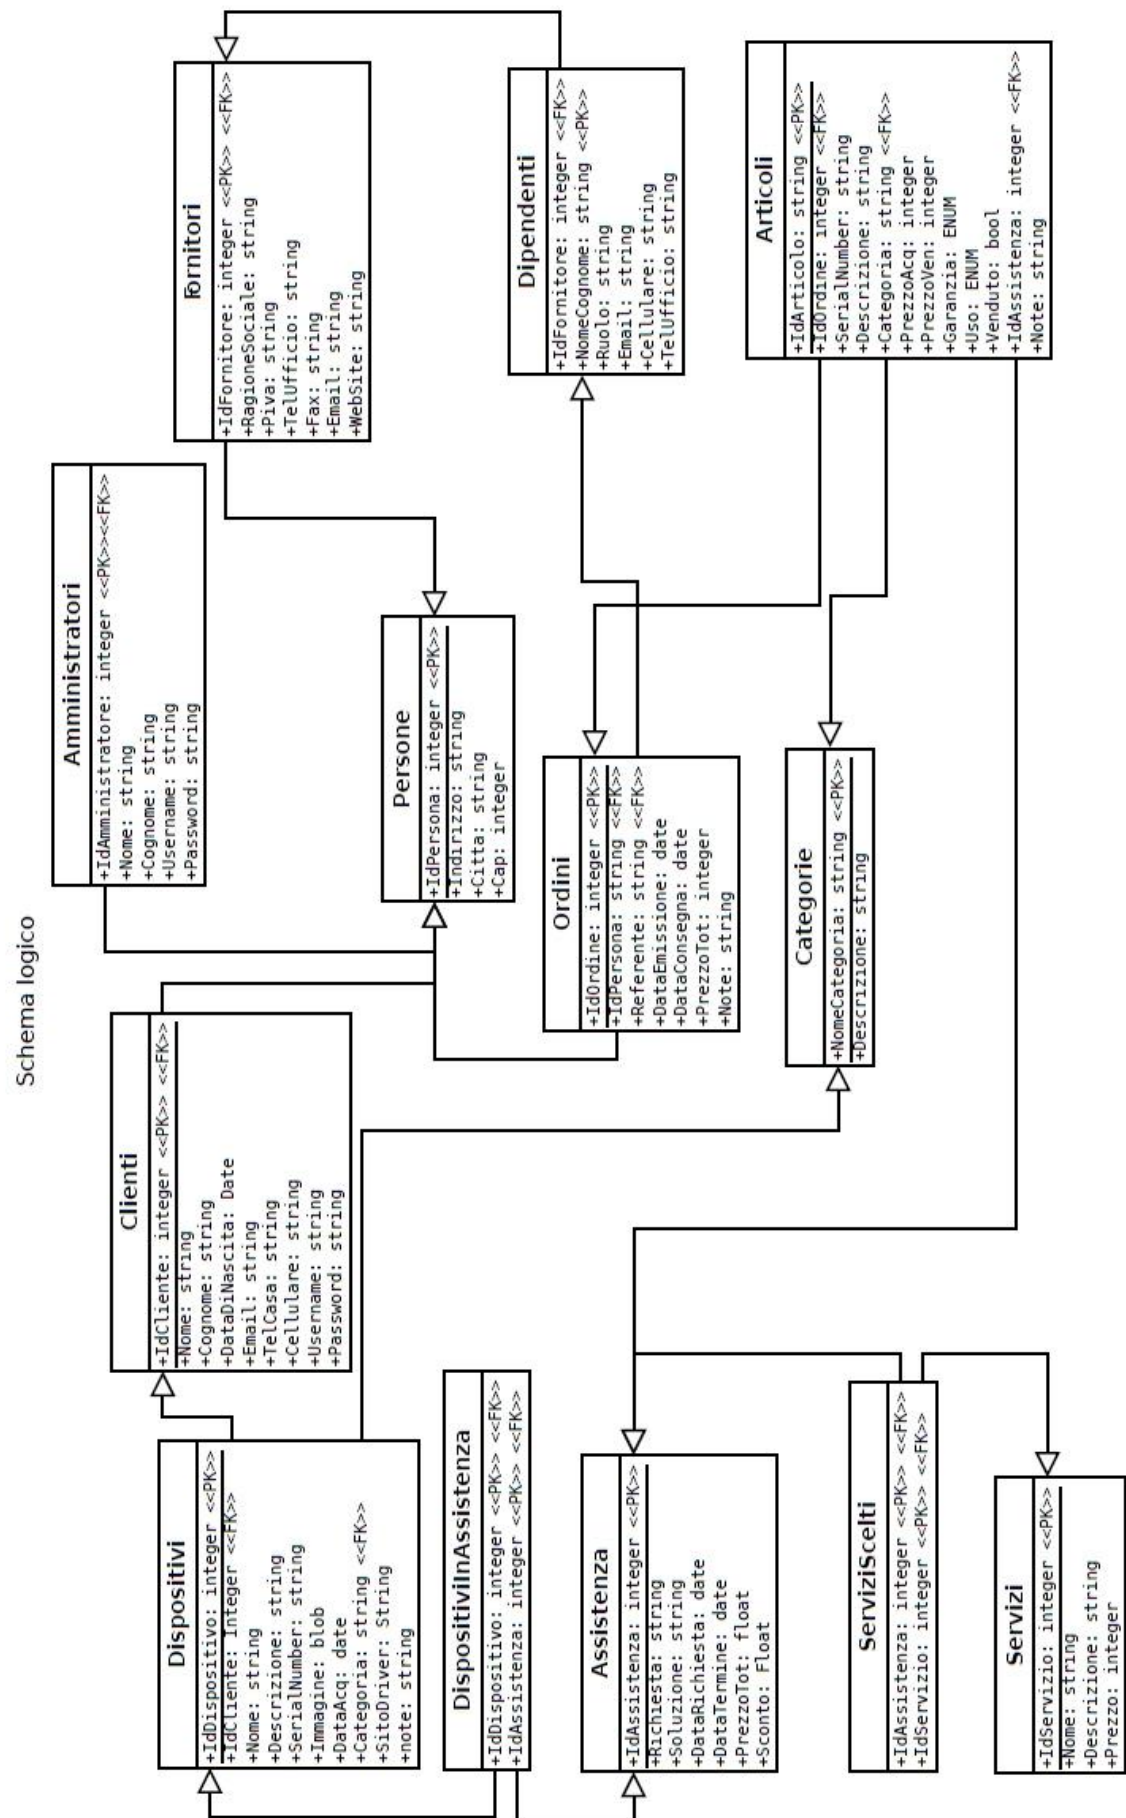 Schema logico
Dispositivi
+IdDispositivo: integer <<PK>>
+IdCliente: Integer <<FK>>
+Nome: string
+Descrizione: string
+SerialNumber: string
+Immagine: blob
+DataAcq: date
+Categoria: string <<FK>>
+SitoDriver: String
+note: string
Clienti
+IdCliente: integer <<PK>> <<FK>>
+Nome: string
+Cognome: string
+DataDiNascita: Date
+Email: string
+TelCasa: string
+Cellulare: string
+Username: string
+Password: string
Amministratori
+IdAmministratore: integer <<PK>><<FK>>
+Nome: string
+Cognome: string
+Username: string
+Password: string
Fornitori
+IdFornitore: integer <<PK>> <<FK>>
+RagioneSociale: string
+Piva: string
+TelUfficio: string
+Fax: string
+Email: string
+WebSite: string
Persone
+IdPersona: integer <<PK>>
+Indirizzo: string
+Citta: string
+Cap: integer
DispositiviInAssistenza
+IdDispositivo: integer <<PK>> <<FK>>
+IdAssistenza: integer <<PK>> <<FK>>
Ordini
+IdOrdine: integer <<PK>>
+IdPersona: string <<FK>>
+Referente: string <<FK>>
+DataEmissione: date
+DataConsegna: date
+PrezzoTot: integer
+Note: string
Dipendenti
+IdFornitore: integer <<FK>>
+NomeCognome: string <<PK>>
+Ruolo: string
+Email: string
+Cellulare: string
+TelUfficio: string
Assistenza
+IdAssistenza: integer <<PK>>
+Richiesta: string
+Soluzione: string
+DataRichiesta: date
+DataTermine: date
+PrezzoTot: float
+Sconto: Float
Categorie
+NomeCategoria: string <<PK>>
+Descrizione: string
Articoli
+IdArticolo: string <<PK>>
+IdOrdine: integer <<FK>>
+SerialNumber: string
+Descrizione: string
+Categoria: string <<FK>>
+PrezzoAcq: integer
+PrezzoVen: integer
+Garanzia: ENUM
+Uso: ENUM
+Venduto: bool
+IdAssistenza: integer <<FK>>
+Note: string
ServiziScelti
+IdAssistenza: integer <<PK>> <<FK>>
+IdServizio: integer <<PK>> <<FK>>
Servizi
+IdServizio: integer <<PK>>
+Nome: string
+Descrizione: string
+Prezzo: integer